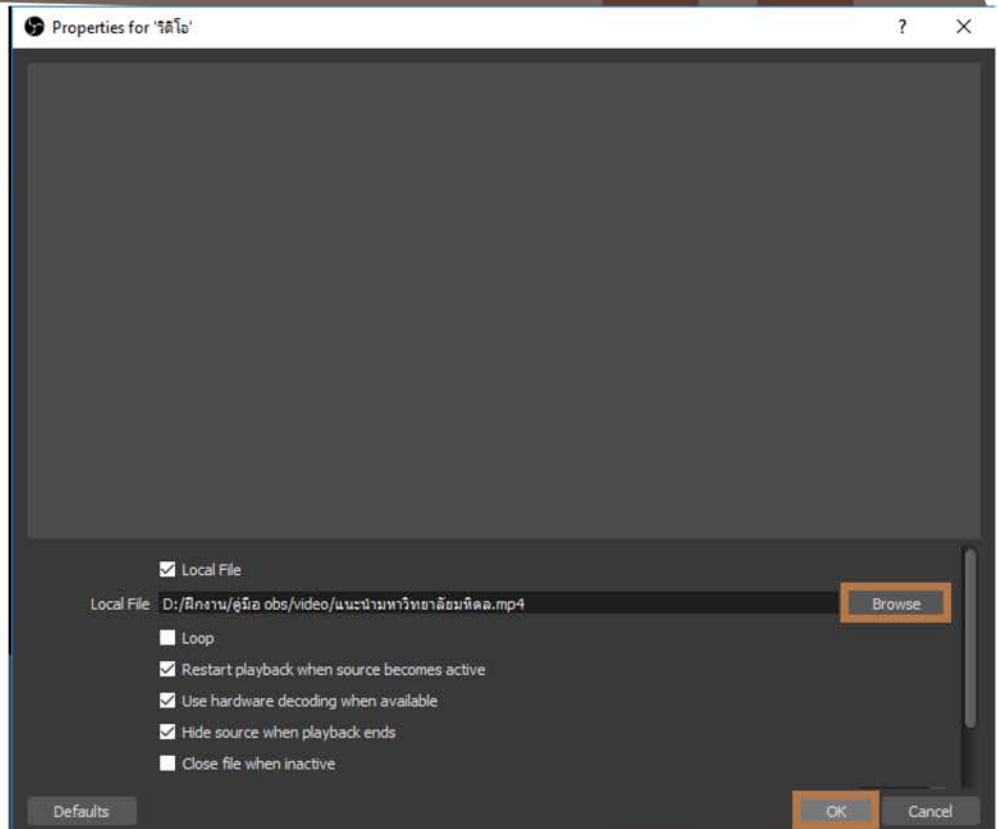 Properties for 'วิดิโอ'
Local File
Local File D:/ฝึกงาน/คู่มือ obs/video/แนะนำมหาวิทยาลัยมหิดล.mp4 Browse
Loop
Restart playback when source becomes active
Use hardware decoding when available
Hide source when playback ends
Close file when inactive
Defaults OK Cancel